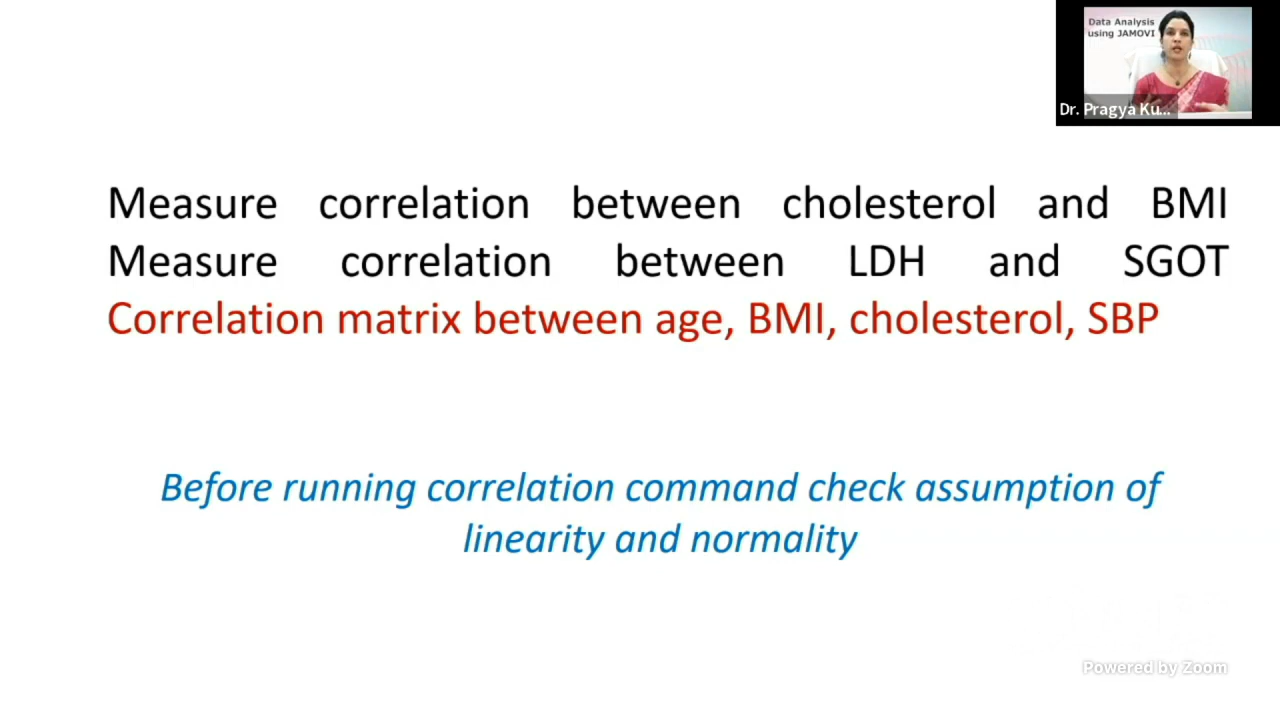 Data Analysis
using JAMOVI
Dr. Pragya Ku...
Measure correlation between cholesterol and BMI
Measure correlation between LDH and SGOT
Correlation matrix between age, BMI, cholesterol, SBP
Before running correlation command check assumption of
linearity and normality
Powered by Zoom